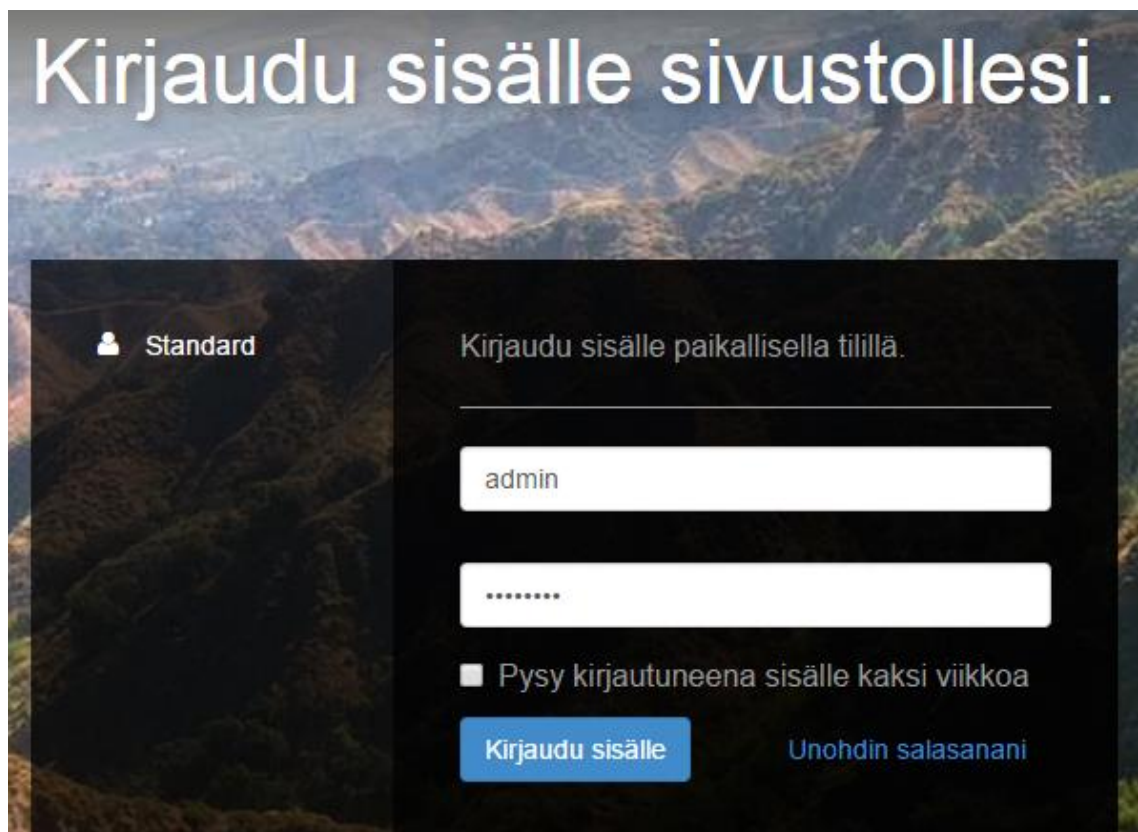 Kirjaudu sisälle sivustollesi.
Standard
Kirjaudu sisälle paikallisella tilillä.
admin
••••••••
Pysy kirjautuneena sisälle kaksi viikkoa
Kirjaudu sisälle
Unohdin salasanani